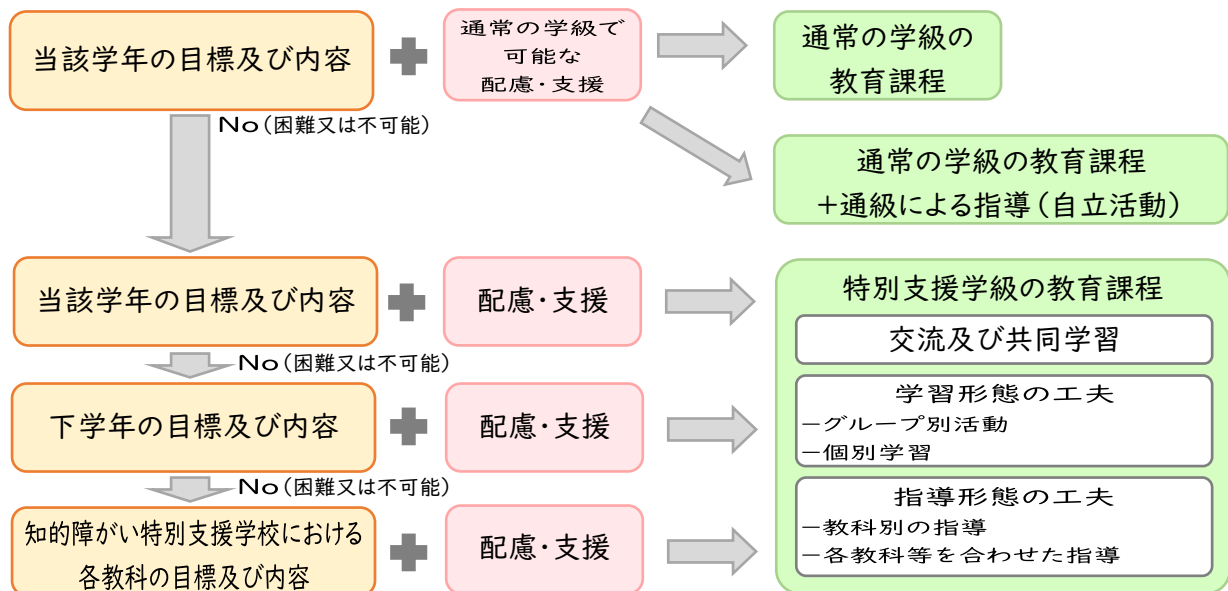 当該学年の目標及び内容
通常の学級で
可能な
配慮・支援
通常の学級の
教育課程
No(困難又は不可能)
通常の学級の教育課程
+通級による指導(自立活動)
当該学年の目標及び内容
配慮・支援
特別支援学級の教育課程
交流及び共同学習
No(困難又は不可能)
下学年の目標及び内容
配慮・支援
学習形態の工夫
-グループ別活動
-個別学習
No(困難又は不可能)
知的障がい特別支援学校における
各教科の目標及び内容
配慮・支援
指導形態の工夫
-教科別の指導
-各教科等を合わせた指導